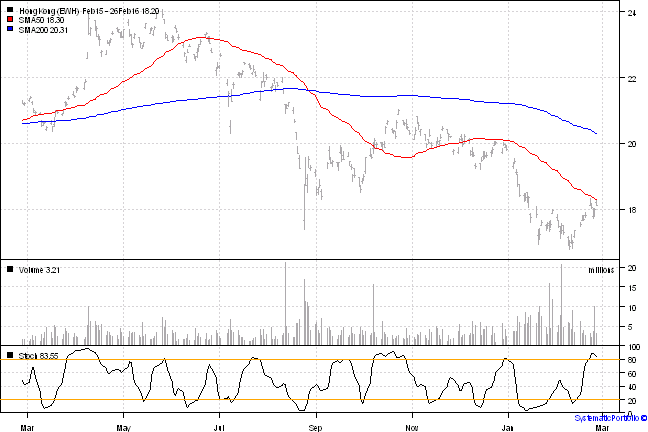 Hong Kong (EWH) Feb15 - 26Feb16 18.20
SMA50 18.30
SMA200 20.31
24
22
20
18
Volume 3.21
millions
20
15
10
5
Stoch 83.55
100
80
60
40
20
0
Mar May Jul Sep Nov Jan Mar
SystematicPortfolio ©